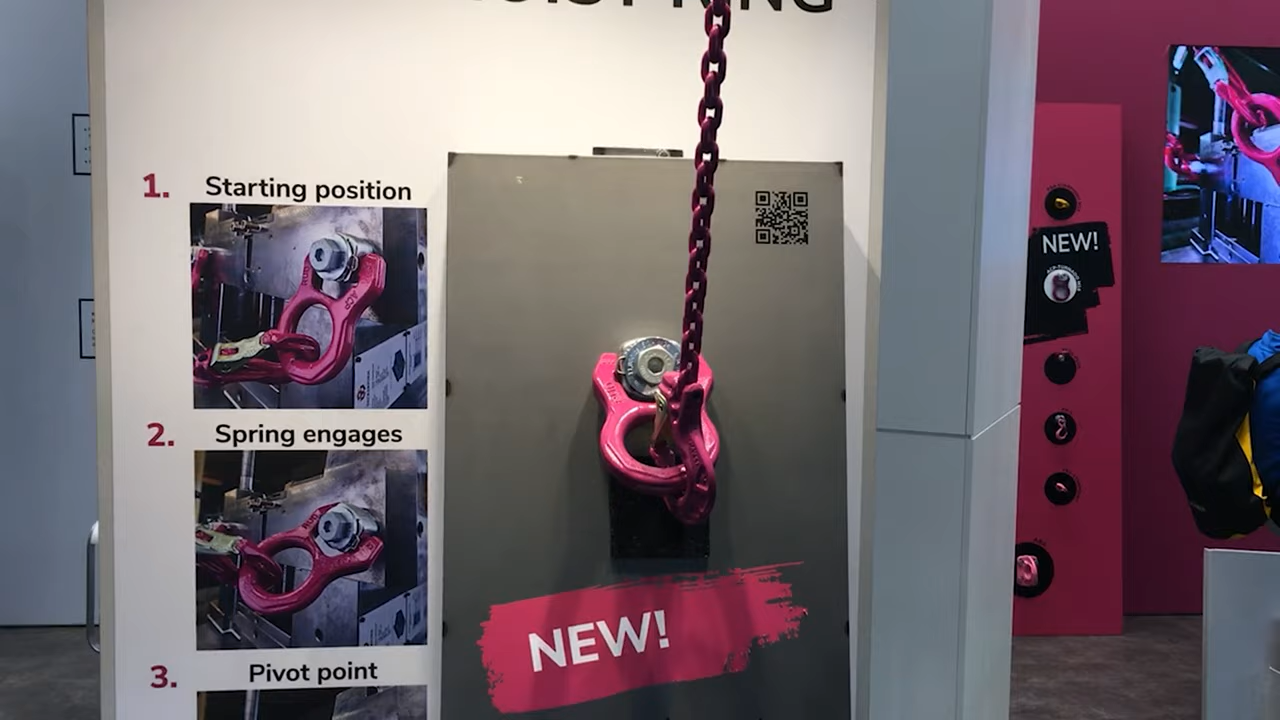 1. Starting position
2. Spring engages
3. Pivot point
NEW!
NEW!